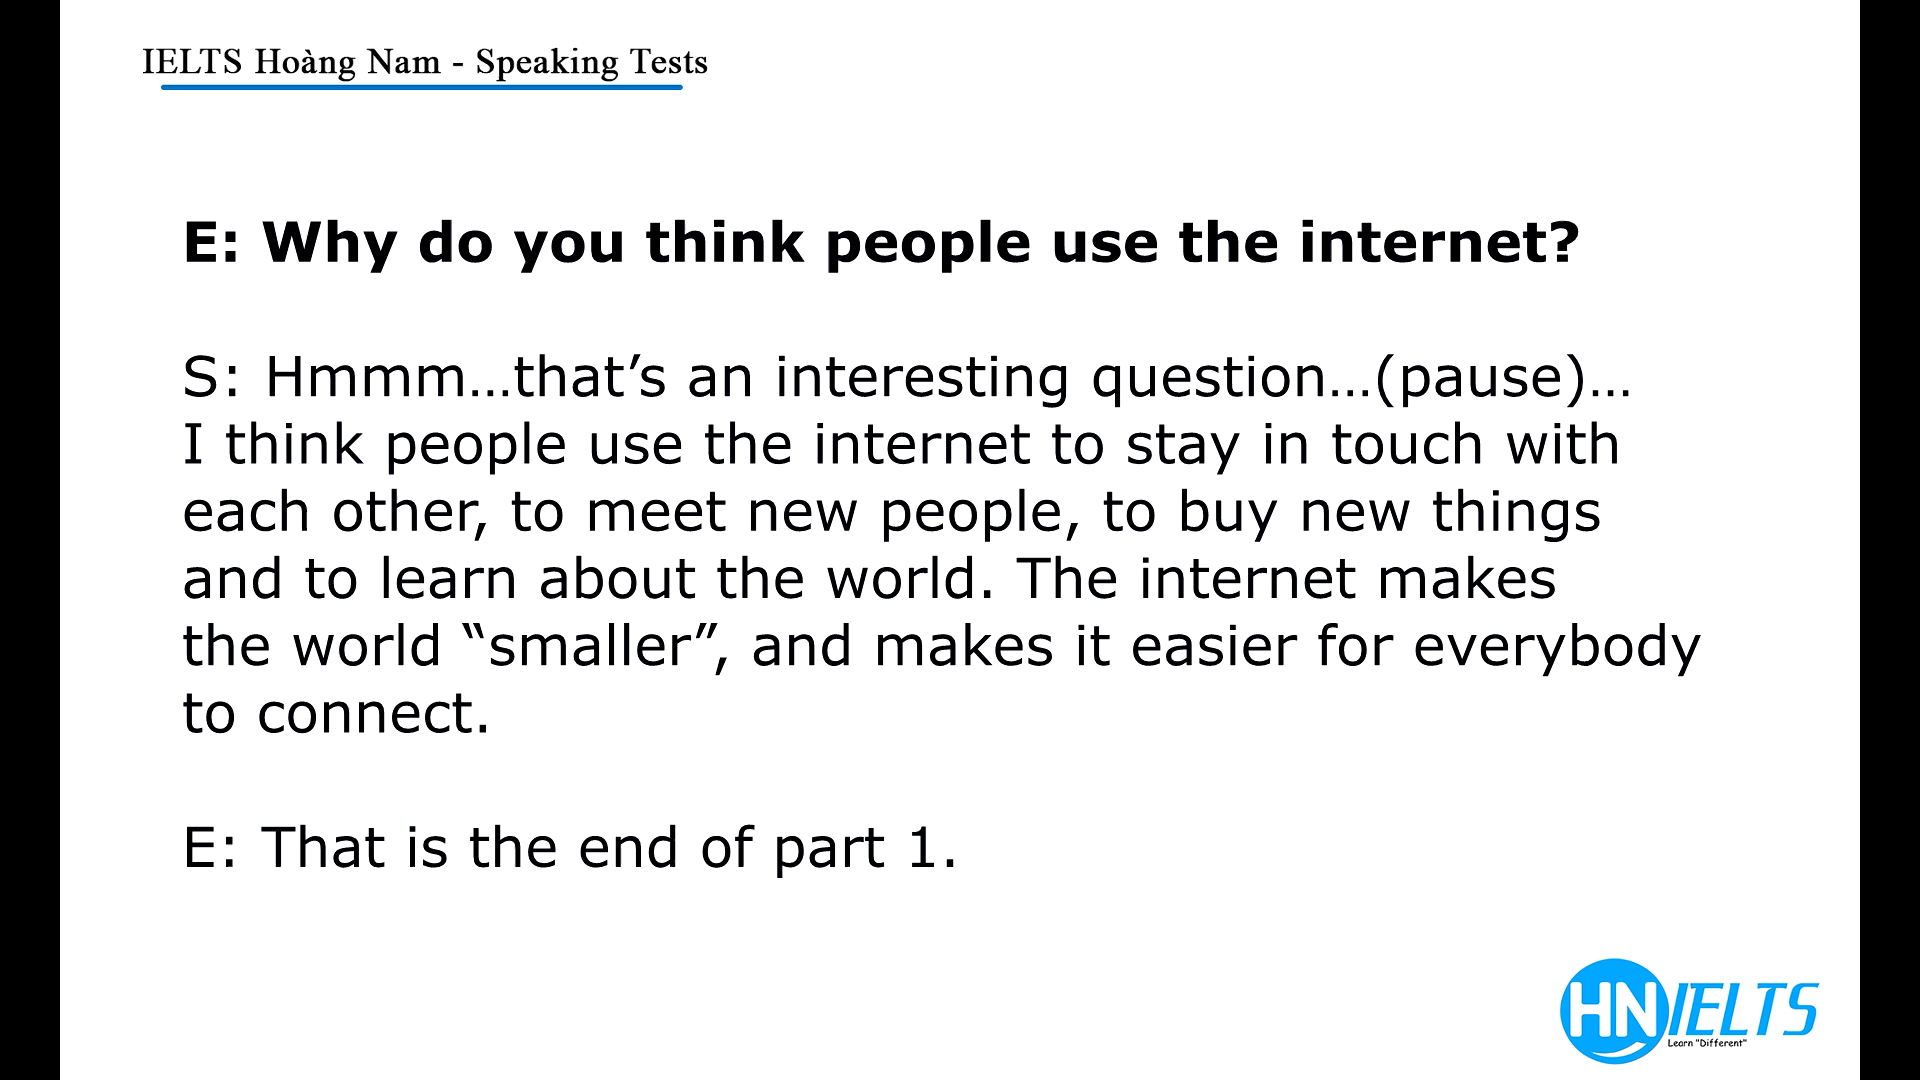 IELTS Hoàng Nam - Speaking Tests
E: Why do you think people use the internet?
S: Hmmm…that’s an interesting question…(pause)…
I think people use the internet to stay in touch with
each other, to meet new people, to buy new things
and to learn about the world. The internet makes
the world “smaller”, and makes it easier for everybody
to connect.
E: That is the end of part 1.
HNIELTS
Learn "Different"